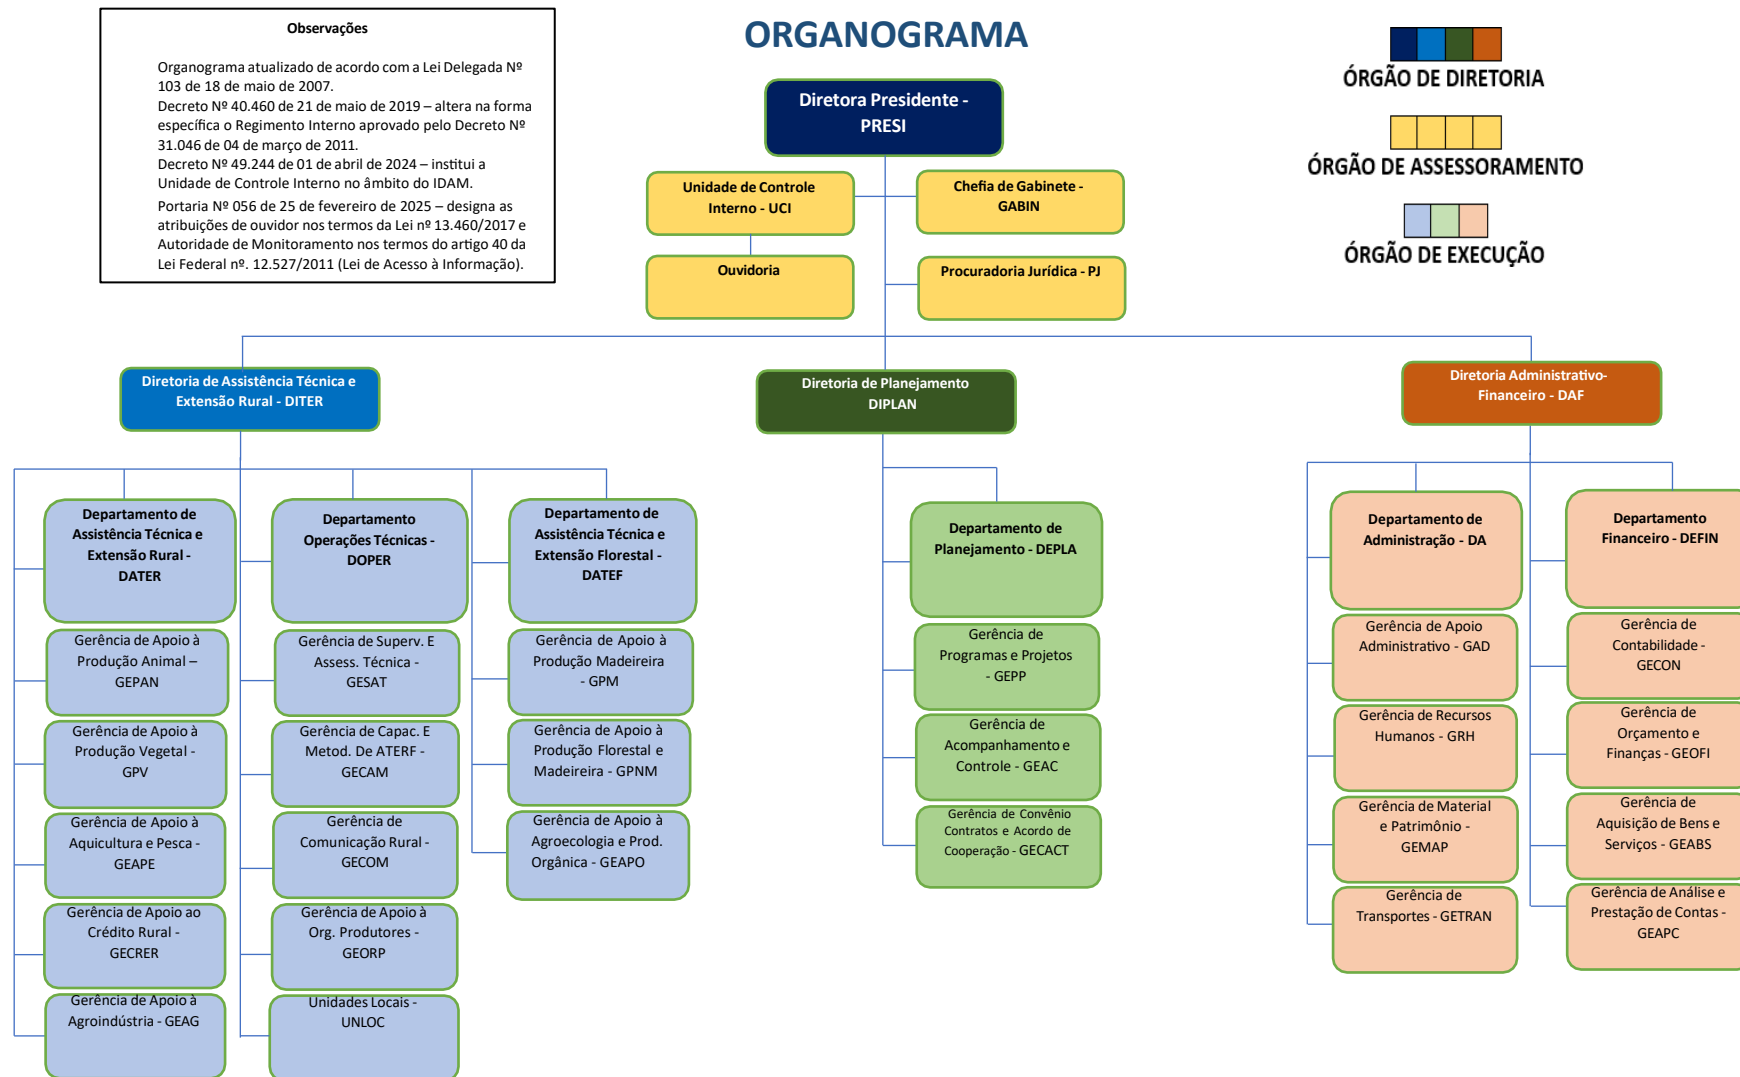 Observações
Organograma atualizado de acordo com a Lei Delegada Nº
103 de 18 de maio de 2007.
Decreto Nº 40.460 de 21 de maio de 2019 – altera na forma
específica o Regimento Interno aprovado pelo Decreto Nº
31.046 de 04 de março de 2011.
Decreto Nº 49.244 de 01 de abril de 2024 – institui a
Unidade de Controle Interno no âmbito do IDAM.
Portaria Nº 056 de 25 de fevereiro de 2025 – designa as
atribuições de ouvidor nos termos da Lei nº 13.460/2017 e
Autoridade de Monitoramento nos termos do artigo 40 da
Lei Federal nº. 12.527/2011 (Lei de Acesso à Informação).
ORGANOGRAMA
ÓRGÃO DE DIRETORIA
ÓRGÃO DE ASSESSORAMENTO
ÓRGÃO DE EXECUÇÃO
Diretora Presidente -
PRESI
Unidade de Controle
Interno - UCI
Chefia de Gabinete -
GABIN
Ouvidoria
Procuradoria Jurídica - PJ
Diretoria de Assistência Técnica e
Extensão Rural - DITER
Diretoria de Planejamento
DIPLAN
Diretoria Administrativo-
Financeiro - DAF
Departamento de
Assistência Técnica e
Extensão Rural -
DATER
Gerência de Apoio à
Produção Animal –
GEPAN
Gerência de Apoio à
Produção Vegetal -
GPV
Gerência de Apoio à
Aquicultura e Pesca -
GEAPE
Gerência de Apoio ao
Crédito Rural -
GECRER
Gerência de Apoio à
Agroindústria - GEAG
Departamento
Operações Técnicas -
DOPER
Gerência de Superv. E
Assess. Técnica -
GESAT
Gerência de Capac. E
Metod. De ATERF -
GECAM
Gerência de
Comunicação Rural -
GECOM
Gerência de Apoio à
Org. Produtores -
GEORP
Unidades Locais -
UNLOC
Departamento de
Assistência Técnica e
Extensão Florestal -
DATEF
Gerência de Apoio à
Produção Madeireira
- GPM
Gerência de Apoio à
Produção Florestal e
Madeireira - GPNM
Gerência de Apoio à
Agroecologia e Prod.
Orgânica - GEAPO
Departamento de
Planejamento - DEPLA
Gerência de
Programas e Projetos
- GEPP
Gerência de
Acompanhamento e
Controle - GEAC
Gerência de Convênio
Contratos e Acordo de
Cooperação - GECACT
Departamento de
Administração - DA
Gerência de Apoio
Administrativo - GAD
Gerência de Recursos
Humanos - GRH
Gerência de Material
e Patrimônio -
GEMAP
Gerência de
Transportes - GETRAN
Departamento
Financeiro - DEFIN
Gerência de
Contabilidade -
GECON
Gerência de
Orçamento e
Finanças - GEOFI
Gerência de
Aquisição de Bens e
Serviços - GEABS
Gerência de Análise e
Prestação de Contas -
GEAPC